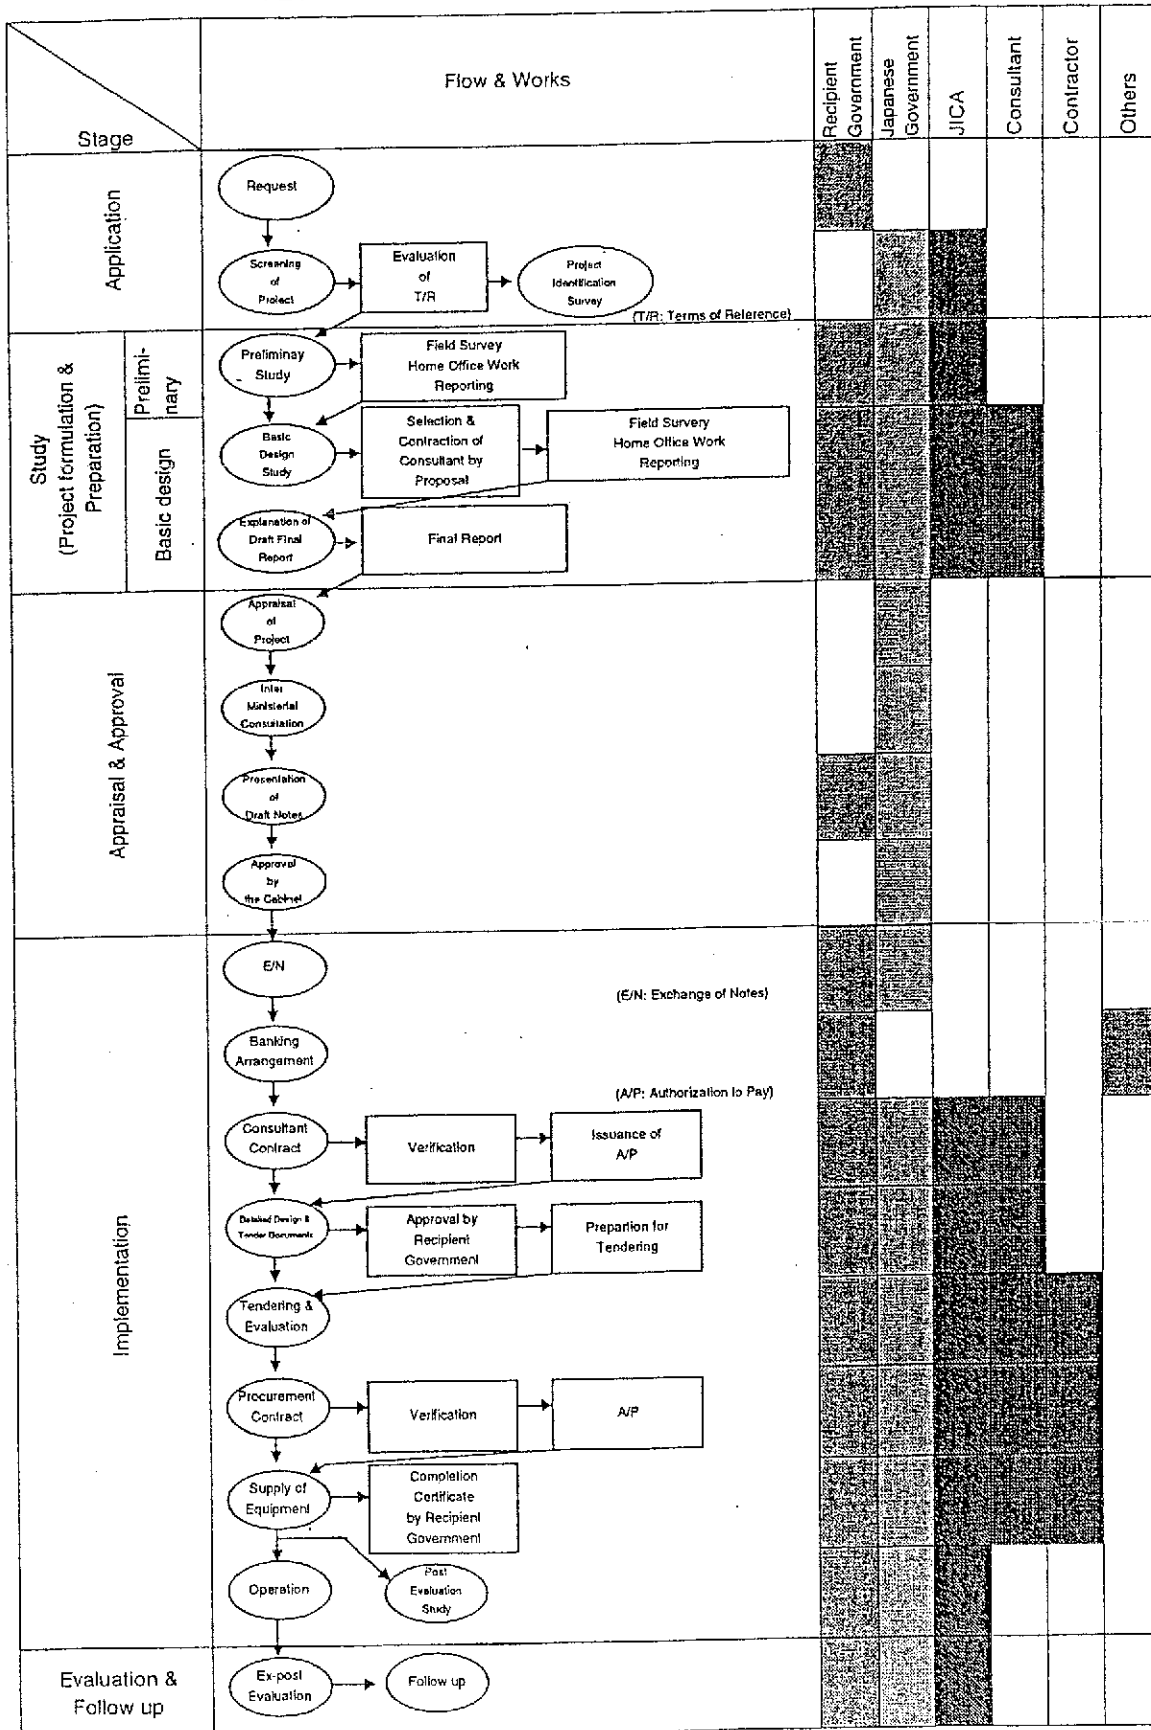 Stage
Flow & Works
Recipient
Government
Japanese
Government
JICA
Consultant
Contractor
Others
Application
Request
Screening
of
Project
Evaluation
of
T/R
Project
Identification
Survey
(T/R: Terms of Reference)
Study
(Project formulation &
Preparation)
Prelimi-
nary
Preliminay
Study
Field Survey
Home Office Work
Reporting
Basic design
Basic
Design
Study
Selection &
Contraction of
Consultant by
Proposal
Field Survery
Home Office Work
Reporting
Explanation of
Draft Final
Report
Final Report
Appraisal & Approval
Appraisal
of
Project
Inter
Ministerial
Consultation
Presentation
of
Draft Notes
Approval
by
the Cabinet
Implementation
E/N
(E/N: Exchange of Notes)
Banking
Arrangement
(A/P: Authorization to Pay)
Consultant
Contract
Verification
Issuance of
A/P
Detailed Design &
Tender Documents
Approval by
Recipient
Government
Prepartion for
Tendering
Tendering &
Evaluation
Procurement
Contract
Verification
A/P
Supply of
Equipment
Completion
Certificate
by Recipient
Government
Operation
Post
Evaluation
Study
Evaluation &
Follow up
Ex-post
Evaluation
Follow up